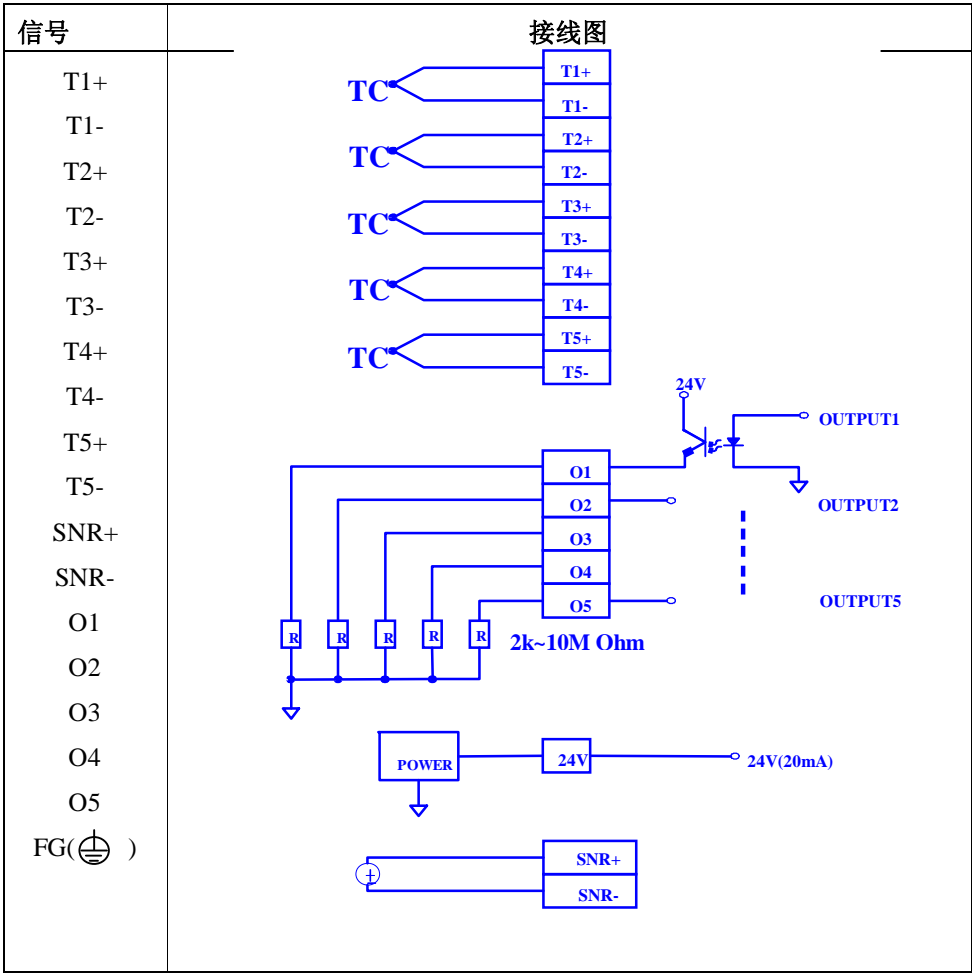 信号 接线图
T1+
T1-
T2+
T2-
T3+
T3-
T4+
T4-
T5+
T5-
SNR+
SNR-
O1
O2
O3
O4
O5
FG( )
TC
TC
TC
TC
TC
T1+
T1-
T2+
T2-
T3+
T3-
T4+
T4-
T5+
T5-
24V
OUTPUT1
O1
O2
OUTPUT2
O3
O4
O5
OUTPUT5
R R R R R
2k~10M Ohm
POWER 24V 24V(20mA)
SNR+
+
SNR-